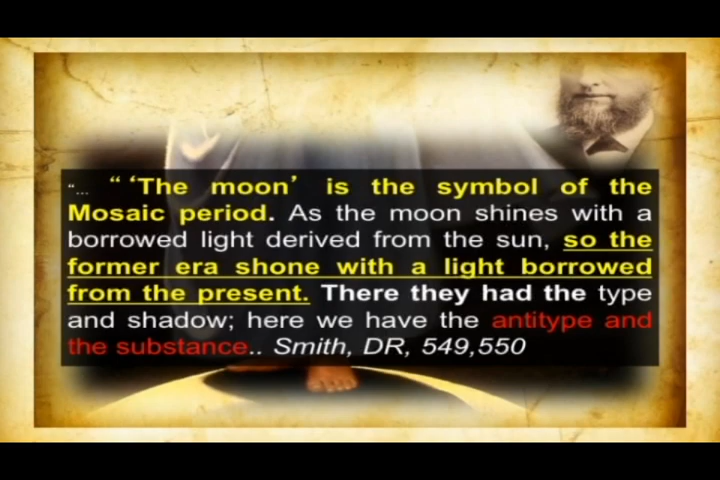 “... “ ‘The moon’ is the symbol of the
Mosaic period. As the moon shines with a
borrowed light derived from the sun, so the
former era shone with a light borrowed
from the present. There they had the type
and shadow; here we have the antitype and
the substance.. Smith, DR, 549,550